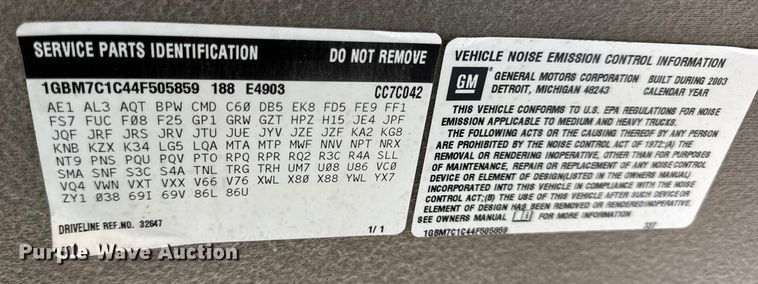 SERVICE PARTS IDENTIFICATION DO NOT REMOVE
1GBM7C1C44F505859 188 E4903 CC7C042
AE1 AL3 AQT BPW CMD C60 DB5 EK8 FD5 FE9 FF1
FS7 FUC F08 F25 GP1 GRW GZT HPZ H15 JE4 JPF
JQF JRF JRS JRV JTU JUE JYV JZE JZF KA2 KG8
KNB KZX K34 LG5 LQA MTA MTP MWF NNV NPT NRX
NT9 PNS PQU PQV PTO RPQ RPR RQ2 R3C R4A SLL
SMA SNF S3C S4A TNL TRG TRH UM7 U08 U86 VC0
VQ4 VWN VXT VXX V66 V76 XWL X80 X88 YWL YX7
ZY1 038 69I 69V 86L 86U
DRIVELINE REF.NO. 32647 1/1
VEHICLE NOISE EMISSION CONTROL INFORMATION
GM GENERAL MOTORS CORPORATION BUILT DURING 2003
DETROIT, MICHIGAN 48243 CALENDAR YEAR
THIS VEHICLE CONFORMS TO U.S. EPA REGULATIONS FOR NOISE
EMISSION APPLICABLE TO MEDIUM AND HEAVY TRUCKS.
THE FOLLOWING ACTS OR THE CAUSING THEREOF BY ANY PERSON
ARE PROHIBITED BY THE NOISE CONTROL ACT OF 1972:(A) THE
REMOVAL OR RENDERING INOPERATIVE, OTHER THAN FOR PURPOSES
OF MAINTENANCE, REPAIR OR REPLACEMENT OF ANY NOISE CONTROL
DEVICE OR ELEMENT OF DESIGN(LISTED IN THE OWNERS MANUAL)
INCORPORATED INTO THIS VEHICLE IN COMPLIANCE WITH THE NOISE
CONTROL ACT;(B) THE USE OF THIS VEHICLE AFTER SUCH DEVICE OR
ELEMENT OF DESIGN HAS BEEN REMOVED OR RENDERED INOPERATIVE.
SEE OWNERS MANUAL FOR MORE INFORMATION
1GBM7C1C44F505859 337
Purple Wave Auction